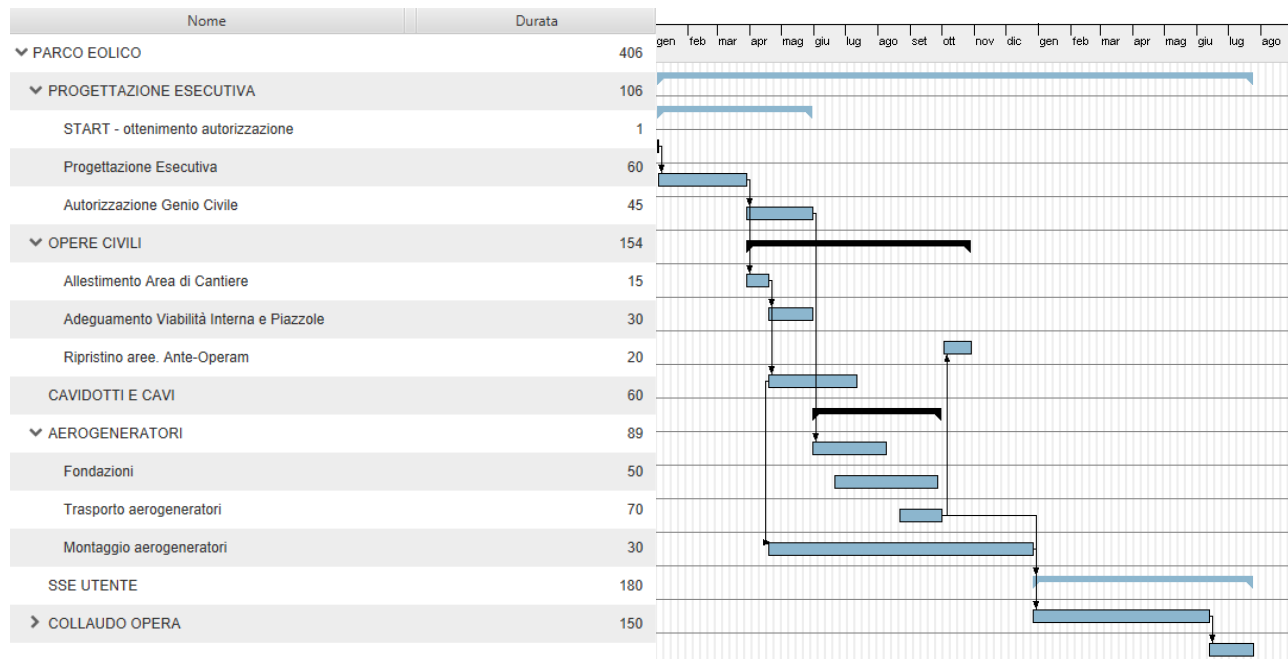 Nome Durata
gen feb mar apr mag giu lug ago set ott nov dic gen feb mar apr mag giu lug ago
PARCO EOLICO 406
PROGETTAZIONE ESECUTIVA 106
START - ottenimento autorizzazione 1
Progettazione Esecutiva 60
Autorizzazione Genio Civile 45
OPERE CIVILI 154
Allestimento Area di Cantiere 15
Adeguamento Viabilità Interna e Piazzole 30
Ripristino aree. Ante-Operam 20
CAVIDOTTI E CAVI 60
AEROGENERATORI 89
Fondazioni 50
Trasporto aerogeneratori 70
Montaggio aerogeneratori 30
SSE UTENTE 180
COLLAUDO OPERA 150